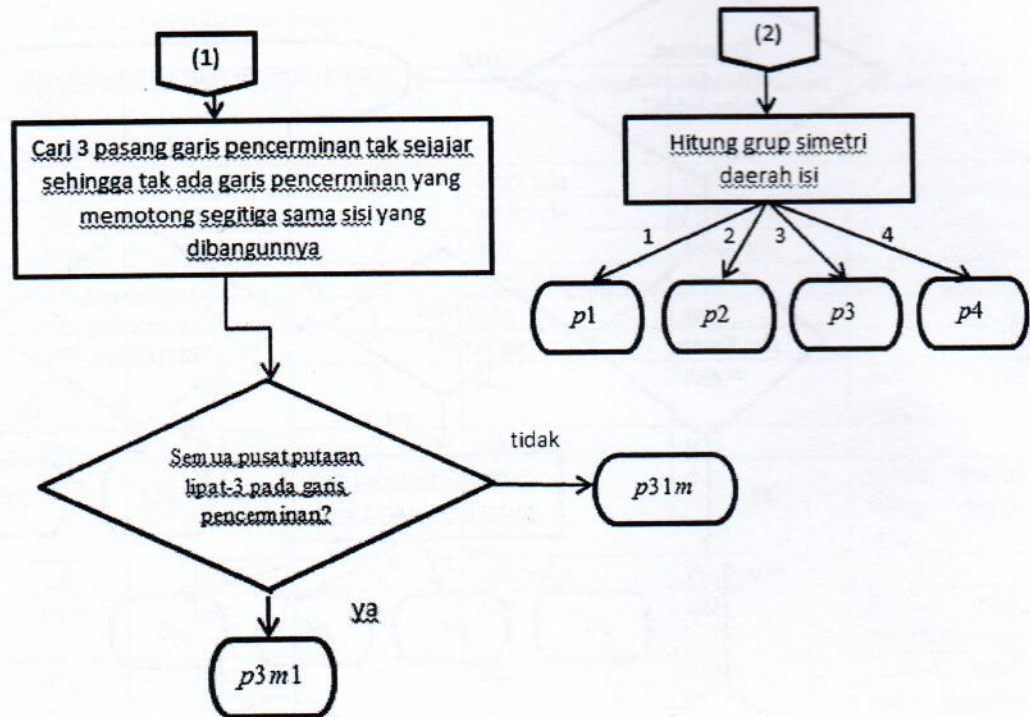 (1)
Cari 3 pasang garis pencerminan tak sejajar
sehingga tak ada garis pencerminan yang
memotong segitiga sama sisi yang
dibangunnya
Semua pusat putaran
lipat-3 pada garis
pencerminan?
tidak
p31m
ya
p3m1
(2)
Hitung grup simetri
daerah isi
1
2
3
4
p1
p2
p3
p4